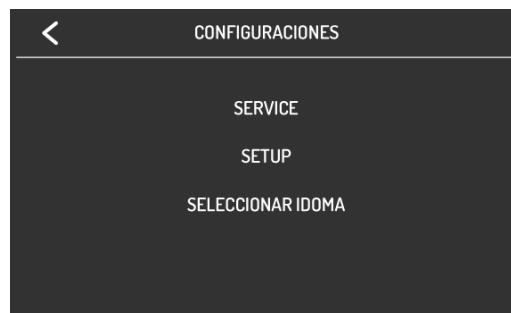 CONFIGURACIONES
SERVICE
SETUP
SELECCIONAR IDOMA